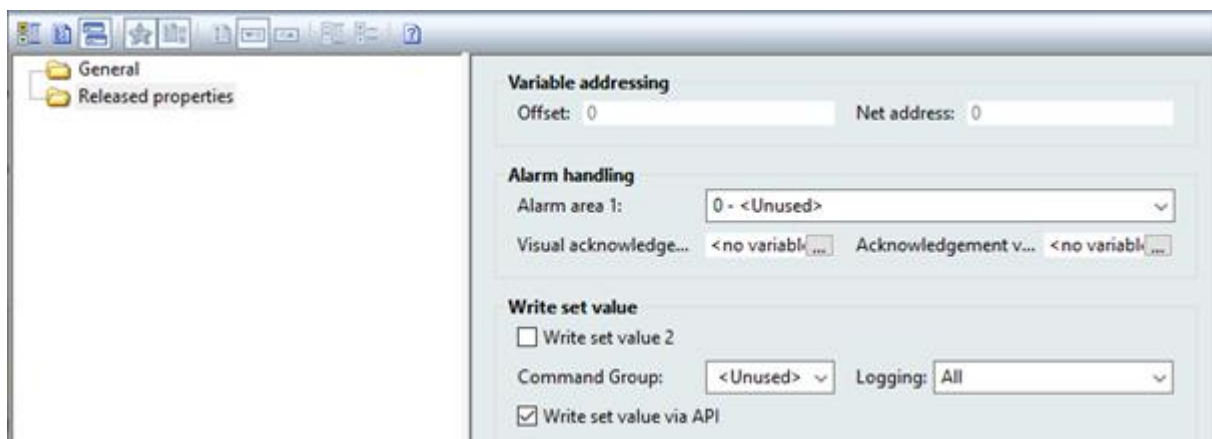 General
Released properties
Variable addressing
Offset: 0 Net address: 0
Alarm handling
Alarm area 1: 0 - <Unused>
Visual acknowledge... <no variabl ... Acknowledgement v... <no variabl ...
Write set value
Write set value 2
Command Group: <Unused> Logging: All
Write set value via API